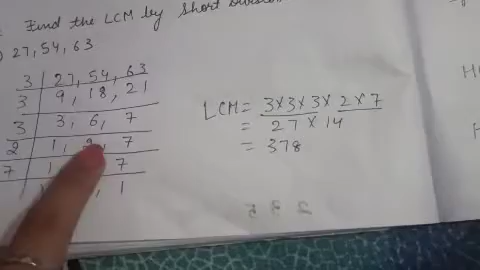 Find the LCM by short
27, 54, 63
3 | 27, 54, 63
3 | 9, 18, 21
3 | 3, 6, 7
2 | 1, 2, 7
7 | 1 7
1 , 1
LCM = 3×3×3×2×7
= 27×14
= 378